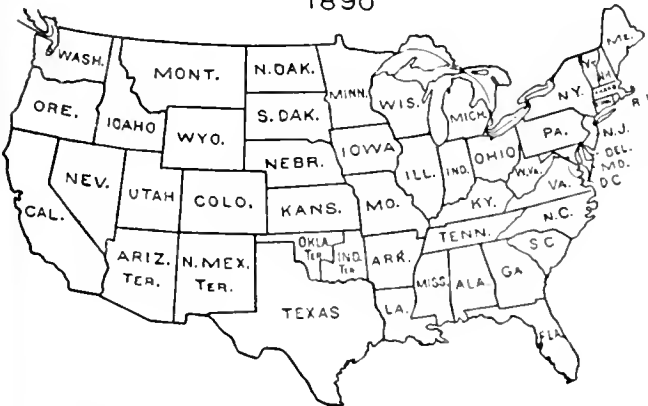 1890
WASH.
MONT.
N.DAK.
MINN.
ME.
VT.
N.H.
ORE.
IDAHO
WYO.
S.DAK.
WIS.
MICH.
N.Y.
R.I.
NEV.
UTAH
COLO.
NEBR.
IOWA
ILL.
IND.
OHIO
PA.
N.J.
DEL.
MD.
DC
W.VA.
VA.
CAL.
KANS.
MO.
KY.
N.C.
TENN.
ARIZ.
TER.
N.MEX.
TER.
OKLA
TER
IND.
TER
ARK.
S C
MISS.
ALA.
GA
TEXAS
LA.
FLA.